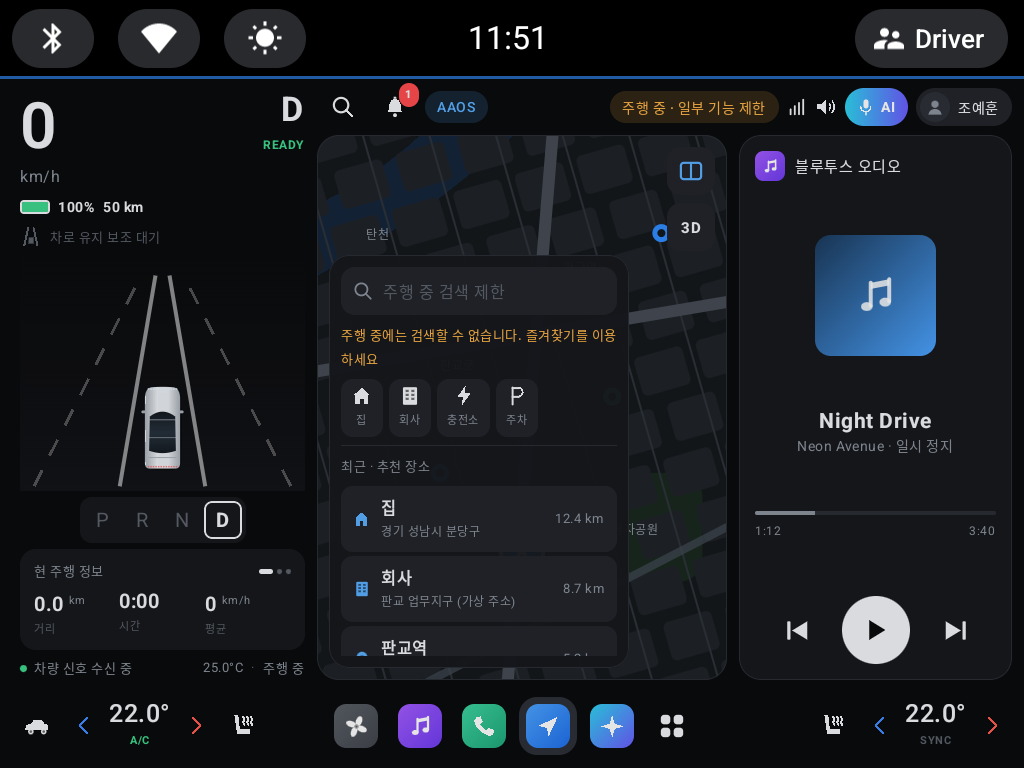 11:51
Driver
0
D
READY
km/h
100% 50 km
차로 유지 보조 대기
P R N D
현 주행 정보
0.0 km
거리
0:00
시간
0 km/h
평균
차량 신호 수신 중
25.0°C · 주행 중
1
AAOS
주행 중 · 일부 기능 제한
AI
조예훈
탄천
3D
주행 중 검색 제한
주행 중에는 검색할 수 없습니다. 즐겨찾기를 이용
하세요
집
회사
충전소
주차
최근 · 추천 장소
집
경기 성남시 분당구
12.4 km
회사
판교 업무지구 (가상 주소)
8.7 km
판교역
자공원
블루투스 오디오
Night Drive
Neon Avenue · 일시 정지
1:12
3:40
22.0°
A/C
22.0°
SYNC